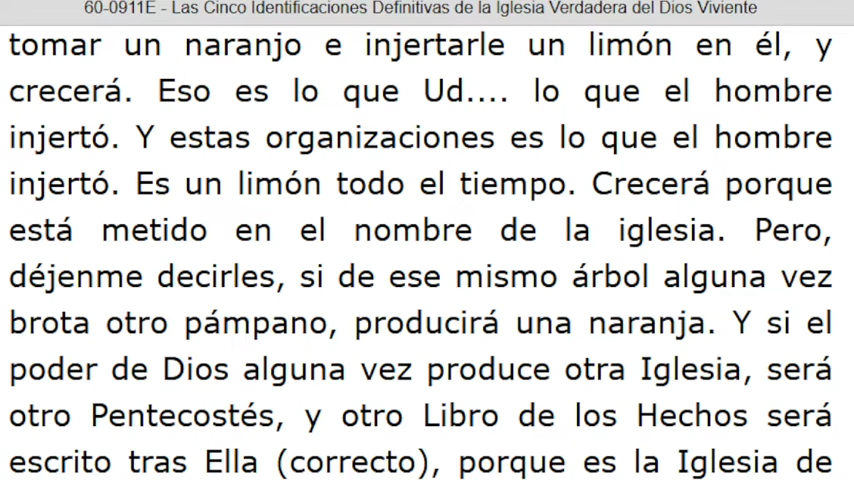 60-0911E - Las Cinco Identificaciones Definitivas de la Iglesia Verdadera del Dios Viviente
tomar un naranjo e injertarle un limón en él, y
crecerá. Eso es lo que Ud.... lo que el hombre
injertó. Y estas organizaciones es lo que el hombre
injertó. Es un limón todo el tiempo. Crecerá porque
está metido en el nombre de la iglesia. Pero,
déjenme decirles, si de ese mismo árbol alguna vez
brota otro pámpano, producirá una naranja. Y si el
poder de Dios alguna vez produce otra Iglesia, será
otro Pentecostés, y otro Libro de los Hechos será
escrito tras Ella (correcto), porque es la Iglesia de